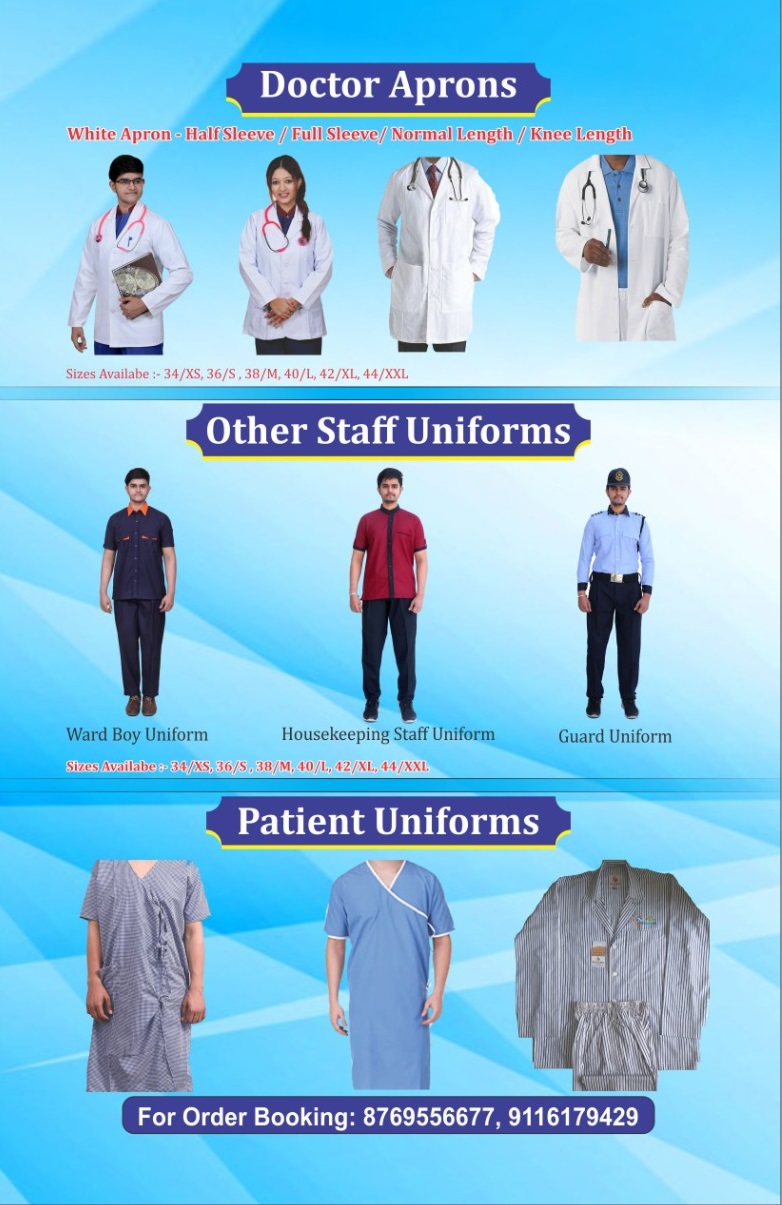 Doctor Aprons
White Apron - Half Sleeve / Full Sleeve/ Normal Length / Knee Length
Sizes Availabe :- 34/XS, 36/S , 38/M, 40/L, 42/XL, 44/XXL
Other Staff Uniforms
Ward Boy Uniform
Housekeeping Staff Uniform
Guard Uniform
Sizes Availabe :- 34/XS, 36/S , 38/M, 40/L, 42/XL, 44/XXL
Patient Uniforms
For Order Booking: 8769556677, 9116179429